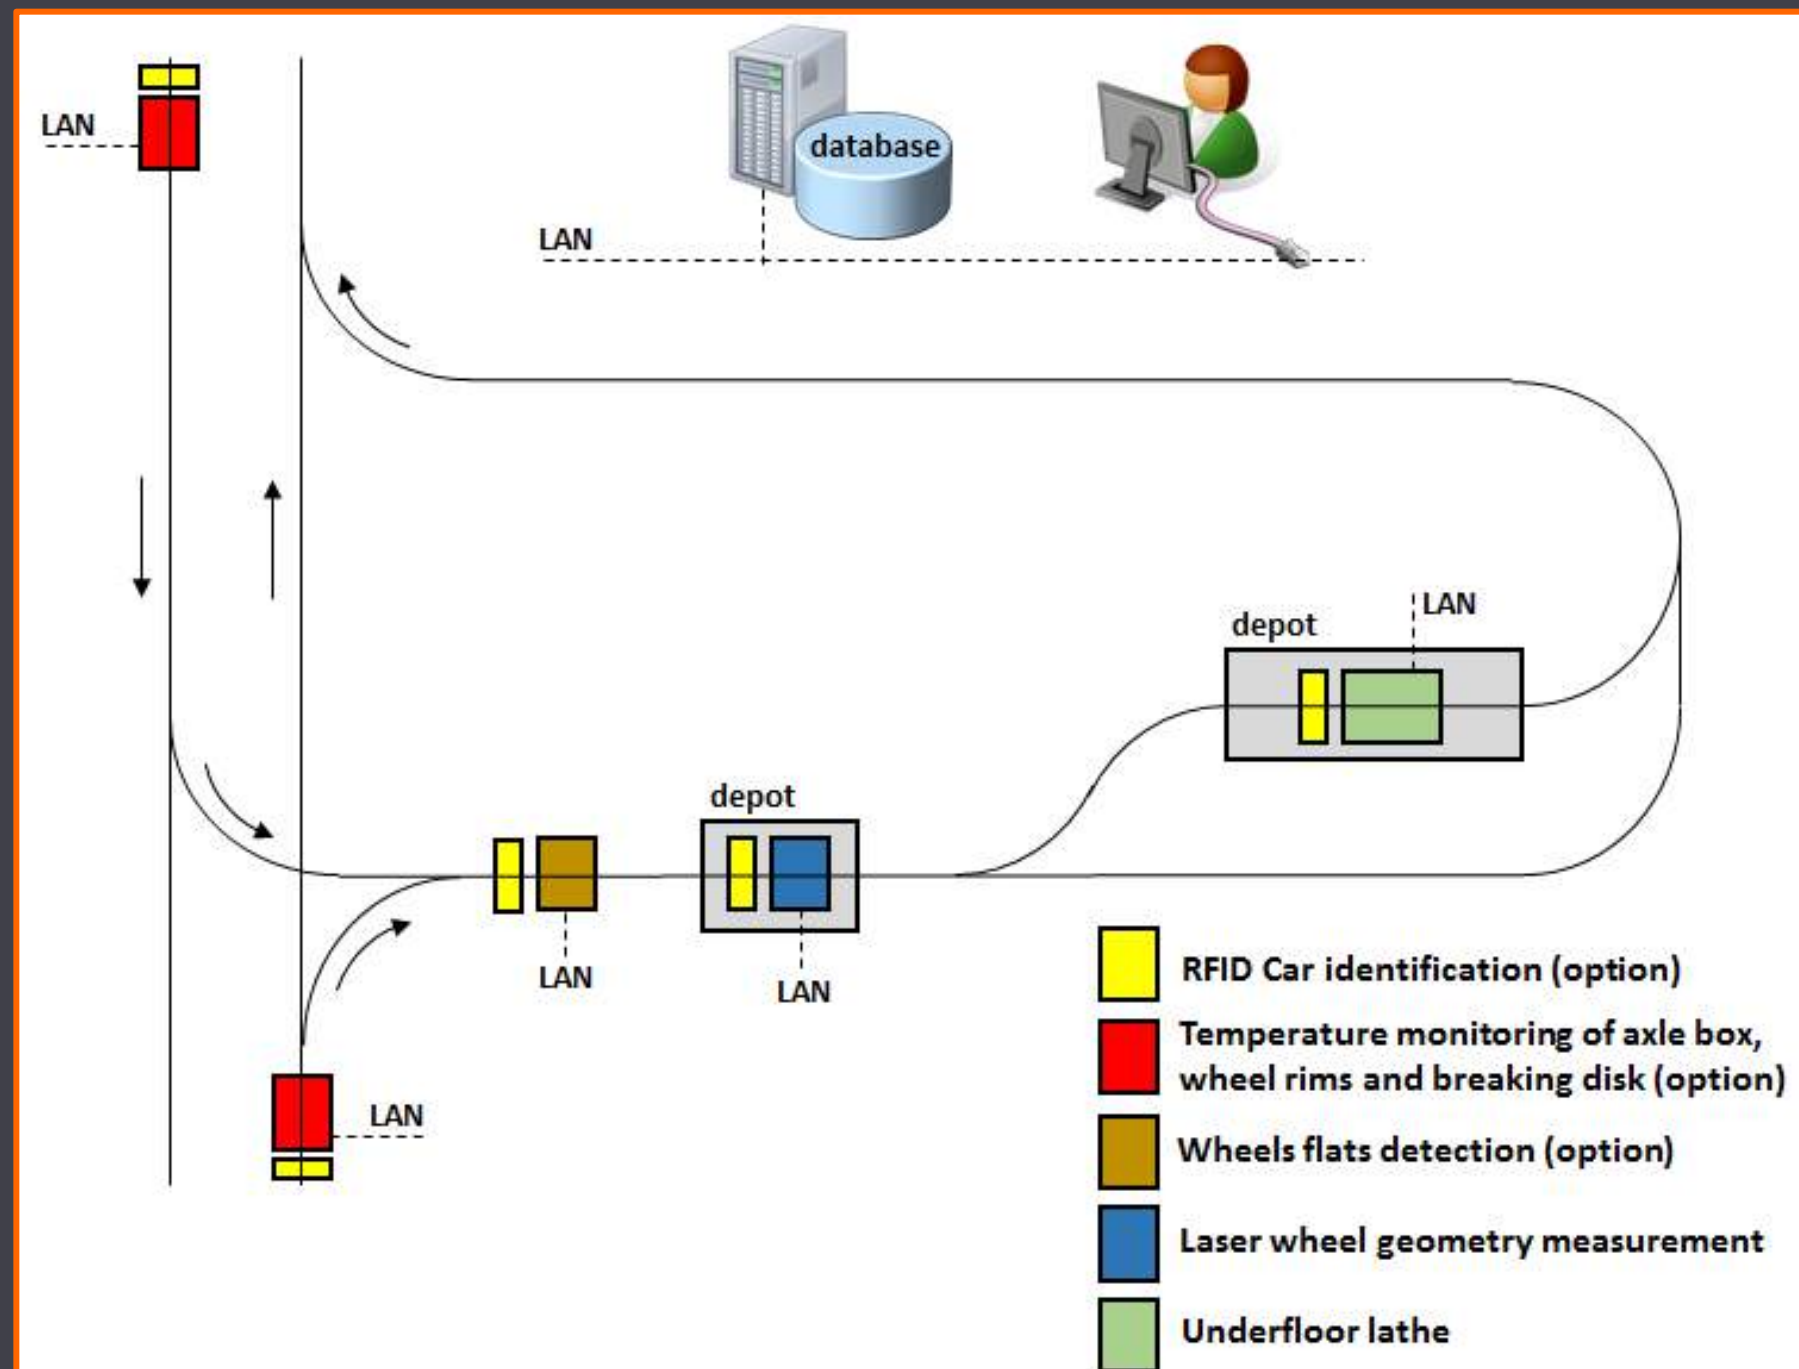 LAN
database
LAN
LAN
depot
depot
LAN
LAN
LAN
RFID Car identification (option)
Temperature monitoring of axle box,
wheel rims and breaking disk (option)
Wheels flats detection (option)
Laser wheel geometry measurement
Underfloor lathe